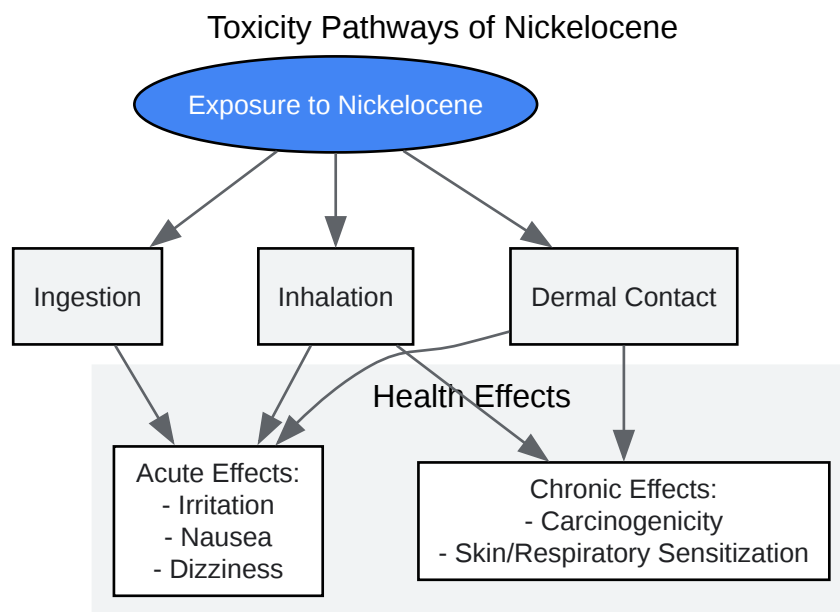 Toxicity Pathways of Nickelocene
Exposure to Nickelocene
Ingestion
Inhalation
Dermal Contact
Health Effects
Acute Effects:
- Irritation
- Nausea
- Dizziness
Chronic Effects:
- Carcinogenicity
- Skin/Respiratory Sensitization